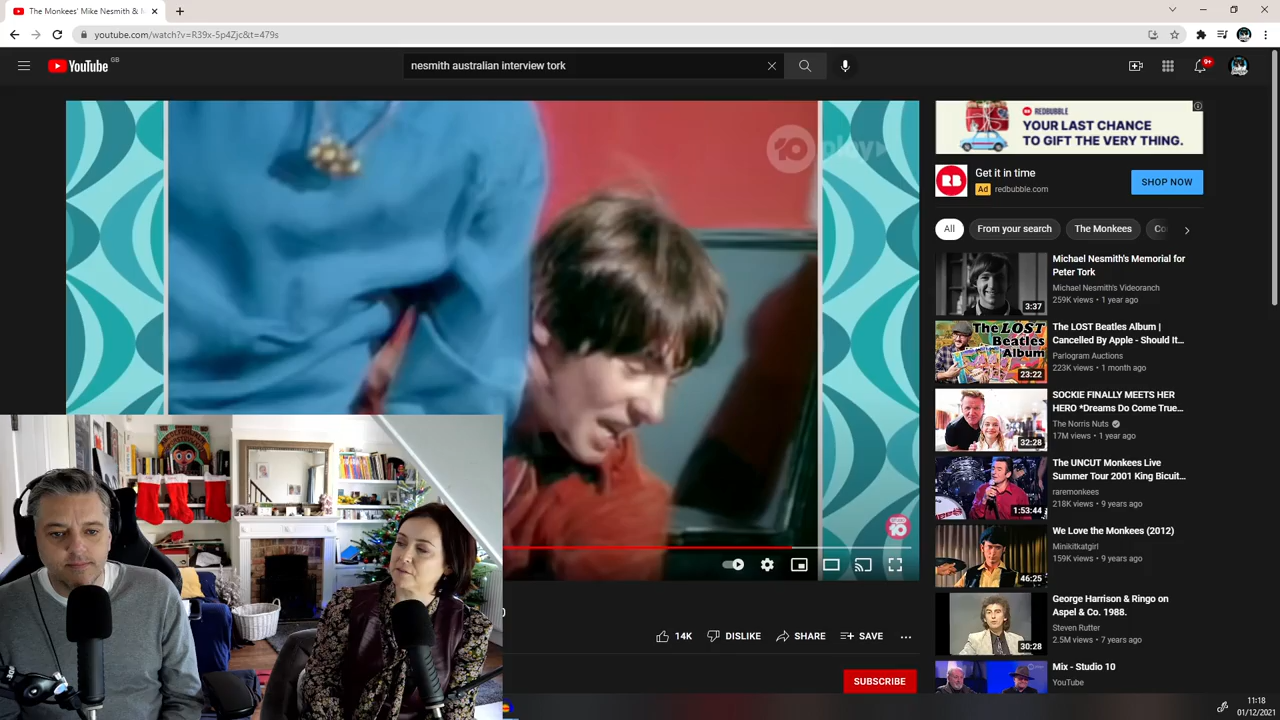 The Monkees' Mike Nesmith & M
youtube.com/watch?v=R39x-5p4Zjc&t=479s
YouTube GB
nesmith australian interview tork
9+
10 play
REDBUBBLE
YOUR LAST CHANCE
TO GIFT THE VERY THING.
RB
Get it in time
Ad redbubble.com
SHOP NOW
All
From your search
The Monkees
Co
Michael Nesmith's Memorial for
Peter Tork
Michael Nesmith's Videoranch
259K views • 1 year ago
3:37
The LOST
Beatles
Album
23:22
The LOST Beatles Album |
Cancelled By Apple - Should It...
Parlogram Auctions
223K views • 1 month ago
SOCKIE FINALLY MEETS HER
HERO *Dreams Do Come True...
The Norris Nuts
17M views • 1 year ago
32:28
The UNCUT Monkees Live
Summer Tour 2001 King Bicuit...
raremonkees
218K views • 9 years ago
1:53:44
We Love the Monkees (2012)
Minikitkatgirl
159K views • 9 years ago
46:25
George Harrison & Ringo on
Aspel & Co. 1988.
Steven Rutter
2.5M views • 7 years ago
30:28
Mix - Studio 10
YouTube
14K
DISLIKE
SHARE
SAVE
SUBSCRIBE
11:18
01/12/2021